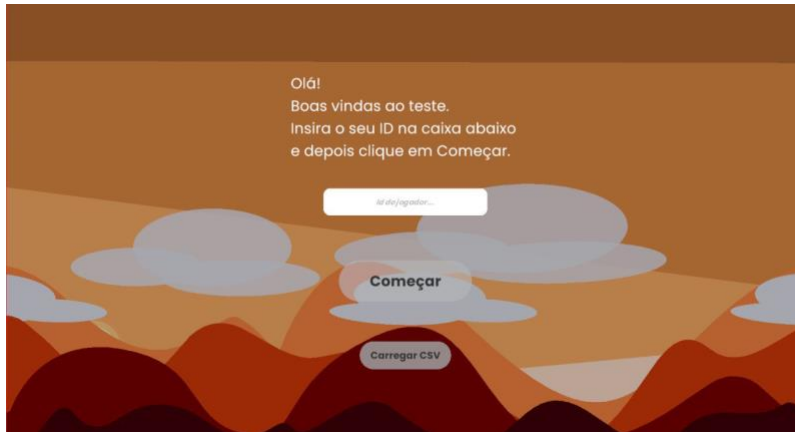 Olá!
Boas vindas ao teste.
Insira o seu ID na caixa abaixo
e depois clique em Começar.
Id do jogador...
Começar
Carregar CSV